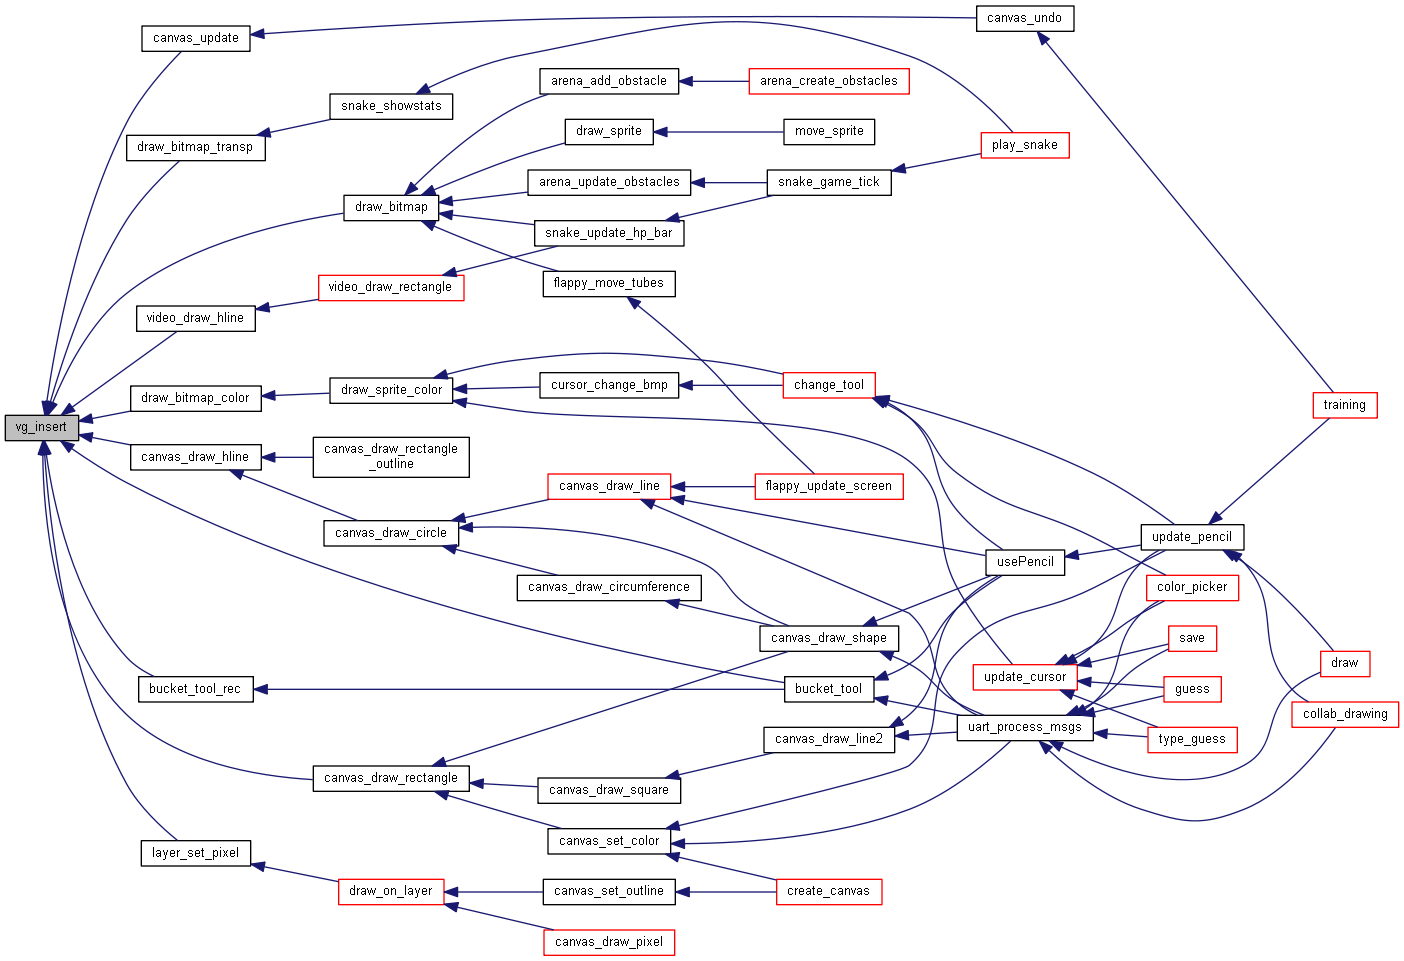 canvas_undo
canvas_update
arena_add_obstacle
arena_create_obstacles
snake_showstats
draw_sprite
move_sprite
draw_bitmap_transp
play_snake
arena_update_obstacles
snake_game_tick
draw_bitmap
snake_update_hp_bar
video_draw_rectangle
flappy_move_tubes
video_draw_hline
draw_sprite_color
cursor_change_bmp
change_tool
draw_bitmap_color
training
vg_insert
canvas_draw_rectangle
_outline
canvas_draw_hline
canvas_draw_line
flappy_update_screen
canvas_draw_circle
update_pencil
usePencil
canvas_draw_circumference
color_picker
canvas_draw_shape
save
draw
update_cursor
bucket_tool_rec
bucket_tool
guess
collab_drawing
uart_process_msgs
canvas_draw_line2
type_guess
canvas_draw_rectangle
canvas_draw_square
canvas_set_color
layer_set_pixel
draw_on_layer
canvas_set_outline
create_canvas
canvas_draw_pixel